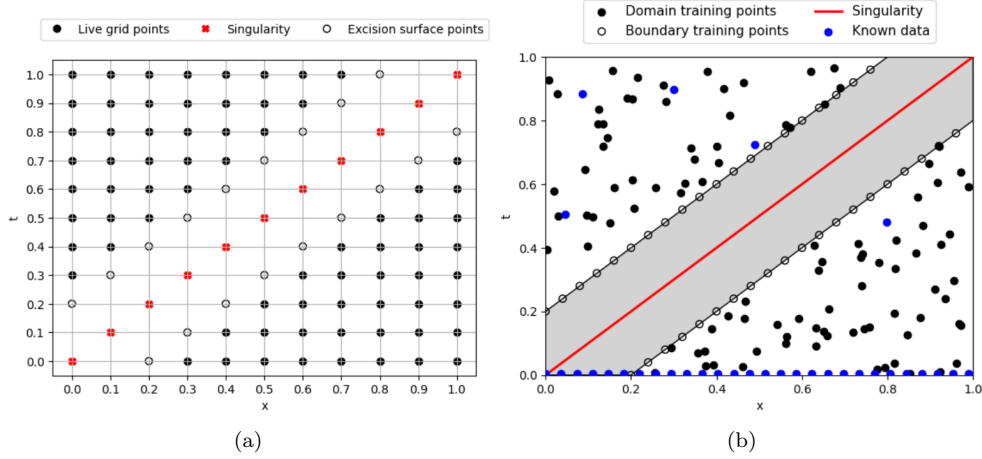 Live grid points Singularity Excision surface points
1.0
0.9
0.8
0.7
0.6
0.5
0.4
0.3
0.2
0.1
0.0
t
0.0 0.1 0.2 0.3 0.4 0.5 0.6 0.7 0.8 0.9 1.0
x
(a)
Domain training points Singularity
Boundary training points Known data
1.0
0.8
0.6
0.4
0.2
0.0
t
0.0 0.2 0.4 0.6 0.8 1.0
x
(b)